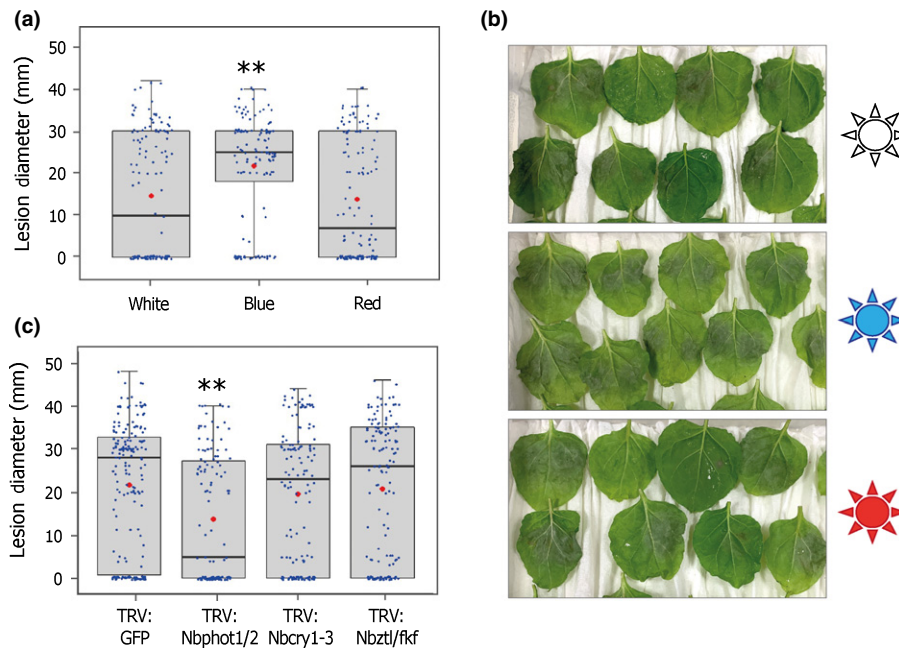 (a)
50
40
30
20
10
0
Lesion diameter (mm)
**
White
Blue
Red
(b)
(c)
50
40
30
20
10
0
Lesion diameter (mm)
**
TRV:
GFP
TRV:
Nbphot1/2
TRV:
Nbcry1-3
TRV:
Nbztl/fkf